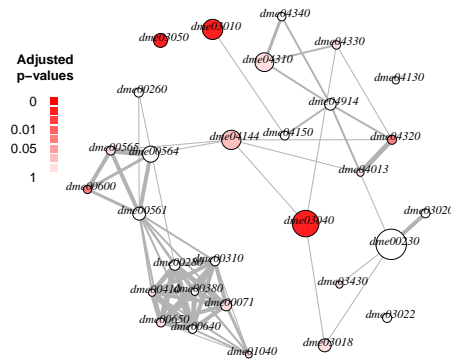 Adjusted
p-values
0
0.01
0.05
1
dme04340
dme03010
dme03050
dme04330
dme04310
dme04130
dme00260
dme04914
dme04150
dme04144
dme04320
dme00565
dme00564
dme04013
dme00600
dme00561
dme03020
dme03040
dme00230
dme00310
dme00280
dme00410
dme00380
dme00071
dme03430
dme00650
dme00640
dme03022
dme03018
dme01040